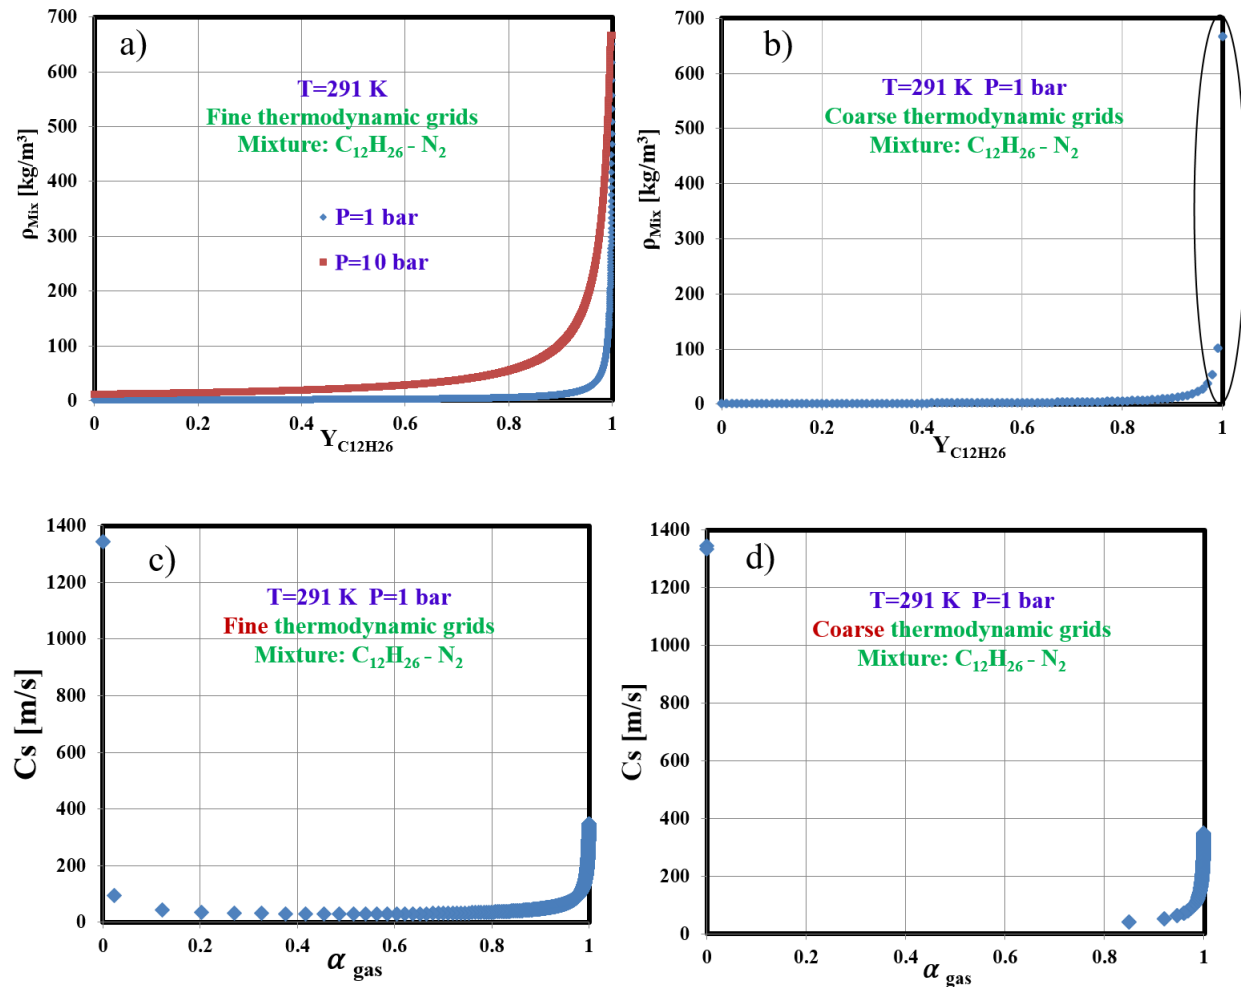 a)
T=291 K
Fine thermodynamic grids
Mixture: C₁₂H₂₆ - N₂
P=1 bar
P=10 bar
ρMix [kg/m³]
700
600
500
400
300
200
100
0
0 0.2 0.4 0.6 0.8 1
Y_C12H26
b)
T=291 K P=1 bar
Coarse thermodynamic grids
Mixture: C₁₂H₂₆ - N₂
ρMix [kg/m³]
700
600
500
400
300
200
100
0
0 0.2 0.4 0.6 0.8 1
Y_C12H26
c)
T=291 K P=1 bar
Fine thermodynamic grids
Mixture: C₁₂H₂₆ - N₂
Cs [m/s]
1400
1200
1000
800
600
400
200
0
0 0.2 0.4 0.6 0.8 1
α gas
d)
T=291 K P=1 bar
Coarse thermodynamic grids
Mixture: C₁₂H₂₆ - N₂
Cs [m/s]
1400
1200
1000
800
600
400
200
0
0 0.2 0.4 0.6 0.8 1
α gas